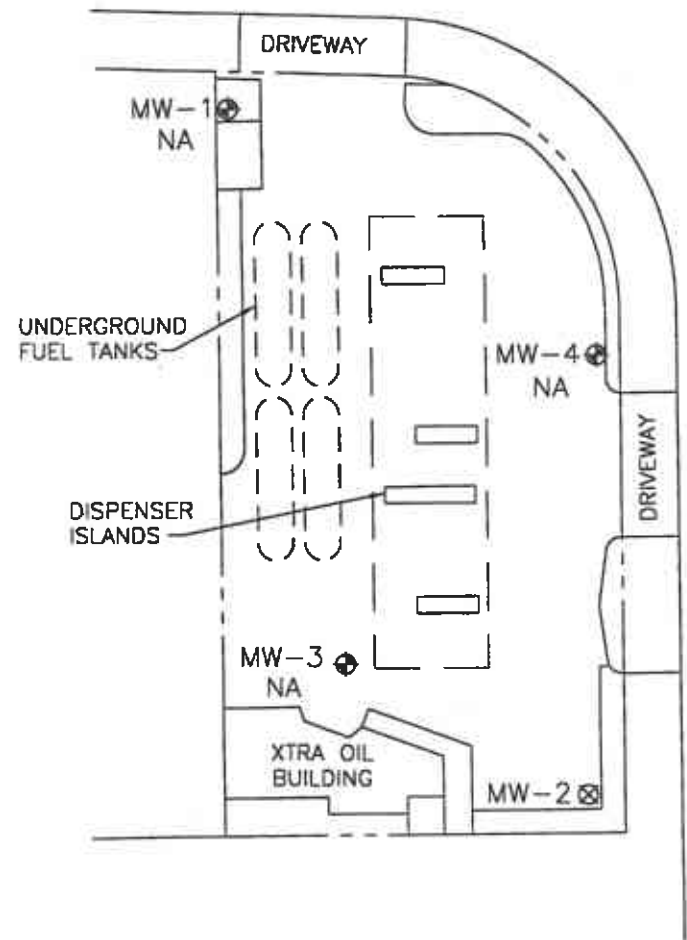 DRIVEWAY
MW-1
NA
UNDERGROUND
FUEL TANKS
MW-4
NA
DRIVEWAY
DISPENSER
ISLANDS
MW-3
NA
XTRA OIL
BUILDING
MW-2